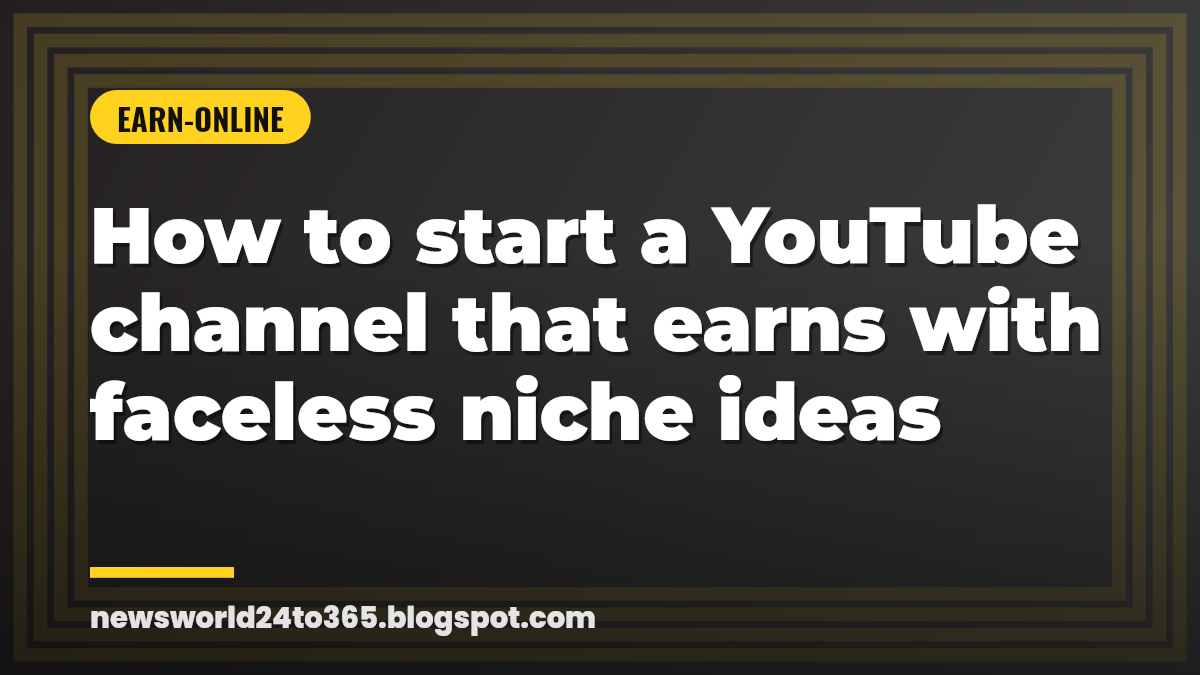 EARN-ONLINE
How to start a YouTube
channel that earns with
faceless niche ideas
newsworld24to365.blogspot.com